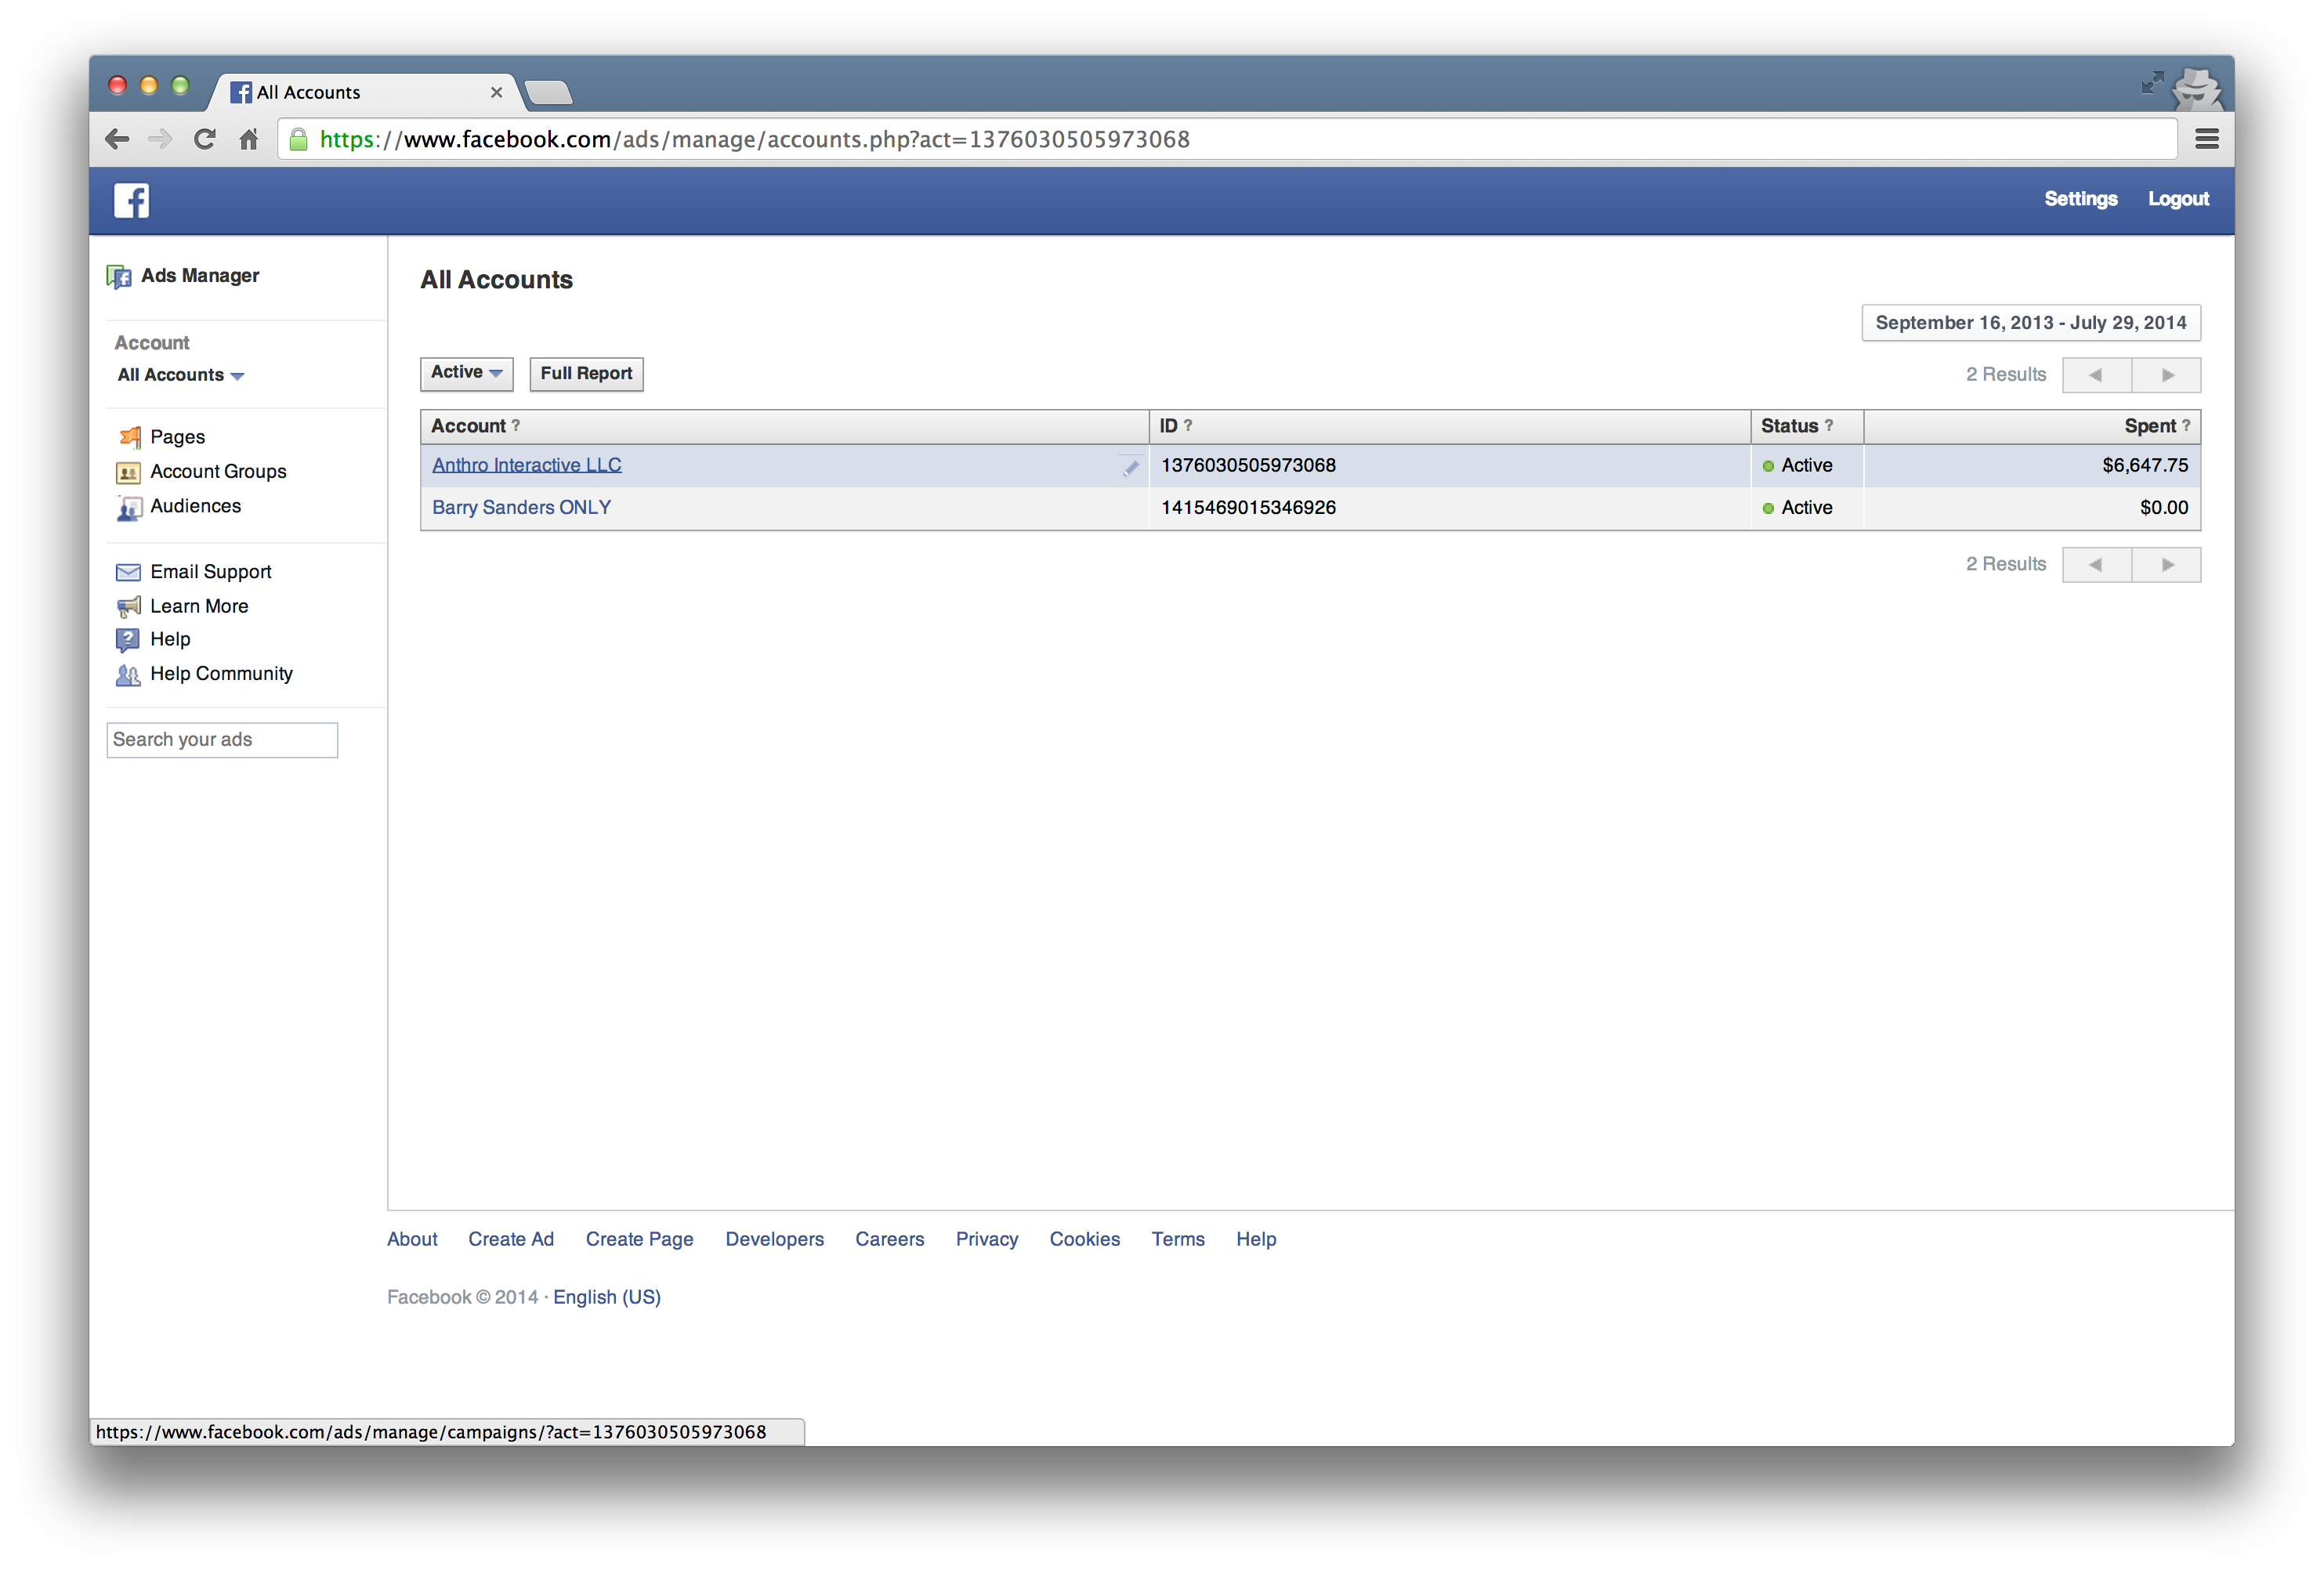 All Accounts
https://www.facebook.com/ads/manage/accounts.php?act=1376030505973068
Settings Logout
Ads Manager
Account
All Accounts
Pages
Account Groups
Audiences
Email Support
Learn More
Help
Help Community
Search your ads
All Accounts
September 16, 2013 - July 29, 2014
Active Full Report 2 Results
Account ? ID ? Status ? Spent ?
Anthro Interactive LLC 1376030505973068 Active $6,647.75
Barry Sanders ONLY 1415469015346926 Active $0.00
2 Results
About Create Ad Create Page Developers Careers Privacy Cookies Terms Help
Facebook © 2014 · English (US)
https://www.facebook.com/ads/manage/campaigns/?act=1376030505973068